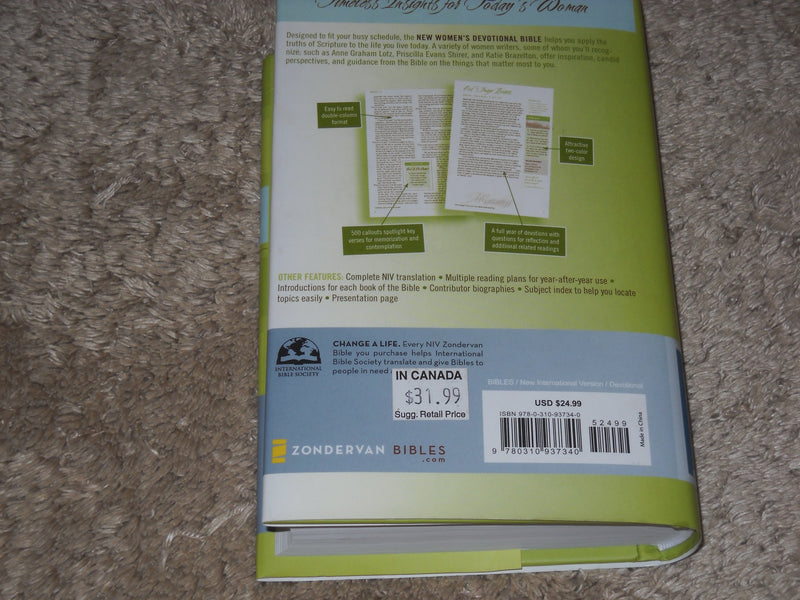 Timeless Insights for Today's Woman
Designed to fit your busy schedule, the NEW WOMEN'S DEVOTIONAL BIBLE helps you apply the
truths of Scripture to the life you live today. A variety of women writers, some of whom you'll recog-
nize, such as Anne Graham Lotz, Priscilla Evans Shirer, and Katie Brazelton, offer inspiration, candid
perspectives, and guidance from the Bible on the things that matter most to you.
Easy to read
double-column
format
Attractive
two-color
design
500 callouts spotlight key
verses for memorization and
contemplation
A full year of devotions with
questions for reflection and
additional related readings
OTHER FEATURES: Complete NIV translation • Multiple reading plans for year-after-year use •
Introductions for each book of the Bible • Contributor biographies • Subject index to help you locate
topics easily • Presentation page
INTERNATIONAL
BIBLE SOCIETY
CHANGE A LIFE. Every NIV Zondervan
Bible you purchase helps International
Bible Society translate and give Bibles to
people in need
IN CANADA
$31.99
Sugg. Retail Price
BIBLES / New International Version / Devotional
USD $24.99
ISBN 978-0-310-93734-0
52499
9 780310 937340
Made in China
ZONDERVAN BIBLES
.com